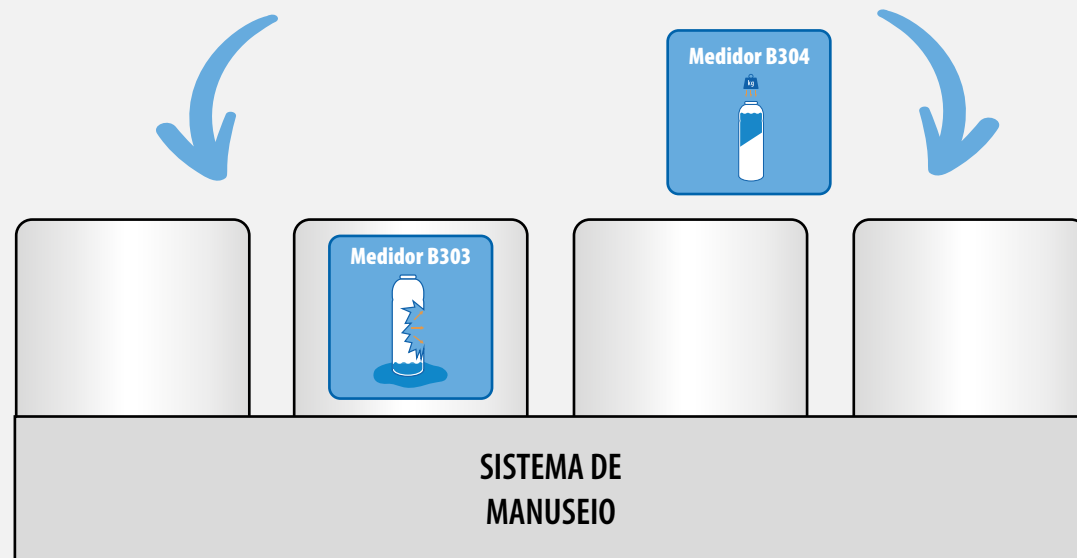 Medidor B304
kg
Medidor B303
SISTEMA DE
MANUSEIO